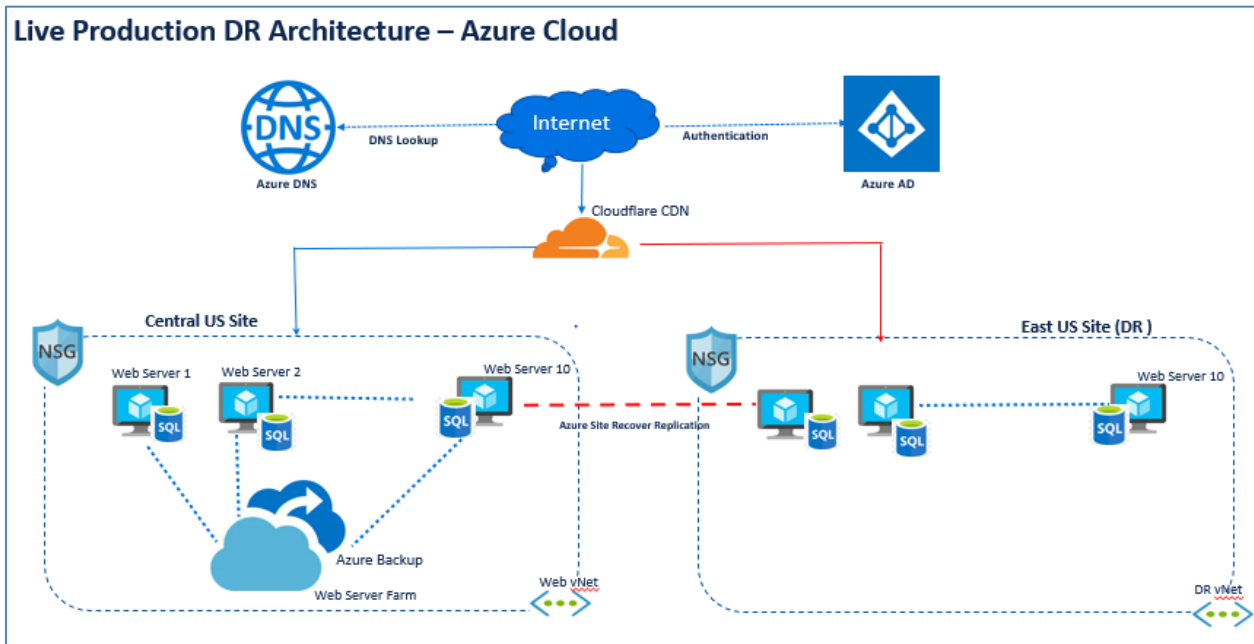 Live Production DR Architecture – Azure Cloud
DNS
Internet
DNS Lookup
Authentication
Azure DNS
Azure AD
Cloudflare CDN
Central US Site
East US Site (DR )
NSG
NSG
Web Server 1
Web Server 2
Web Server 10
Web Server 10
SQL
SQL
SQL
SQL
SQL
SQL
Azure Site Recover Replication
Azure Backup
Web Server Farm
Web vNet
DR vNet